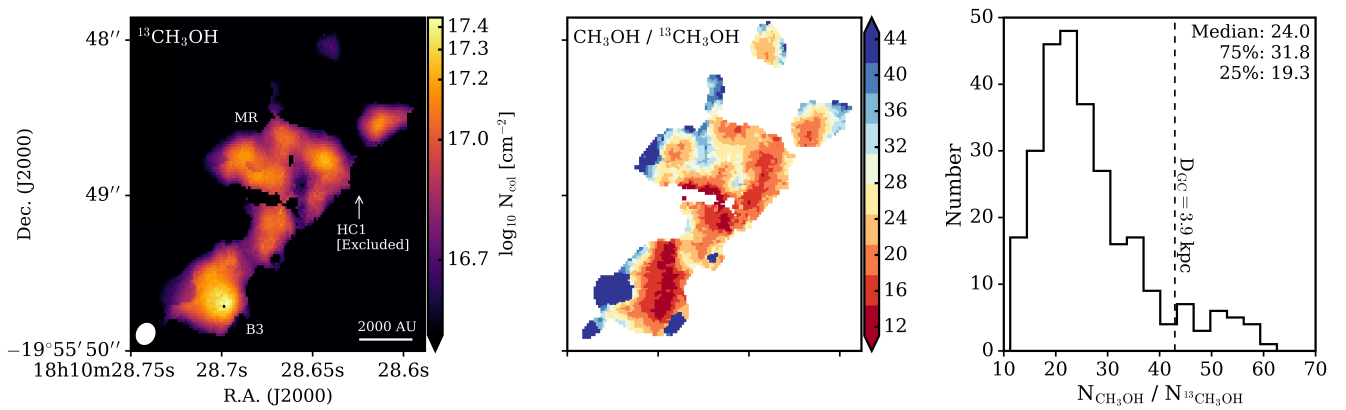 ¹³CH₃OH
MR
HC1
[Excluded]
B3
2000 AU
48′′
49′′
−19°55′ 50′′
18h10m28.75s
28.7s
28.65s
28.6s
Dec. (J2000)
R.A. (J2000)
17.4
17.3
17.2
17.0
16.7
log₁₀ Ncol [cm⁻²]
CH₃OH / ¹³CH₃OH
44
40
36
32
28
24
20
16
12
Median: 24.0
75%: 31.8
25%: 19.3
D_GC = 3.9 kpc
50
40
30
20
10
0
Number
10 20 30 40 50 60 70
N_CH₃OH / N_¹³CH₃OH